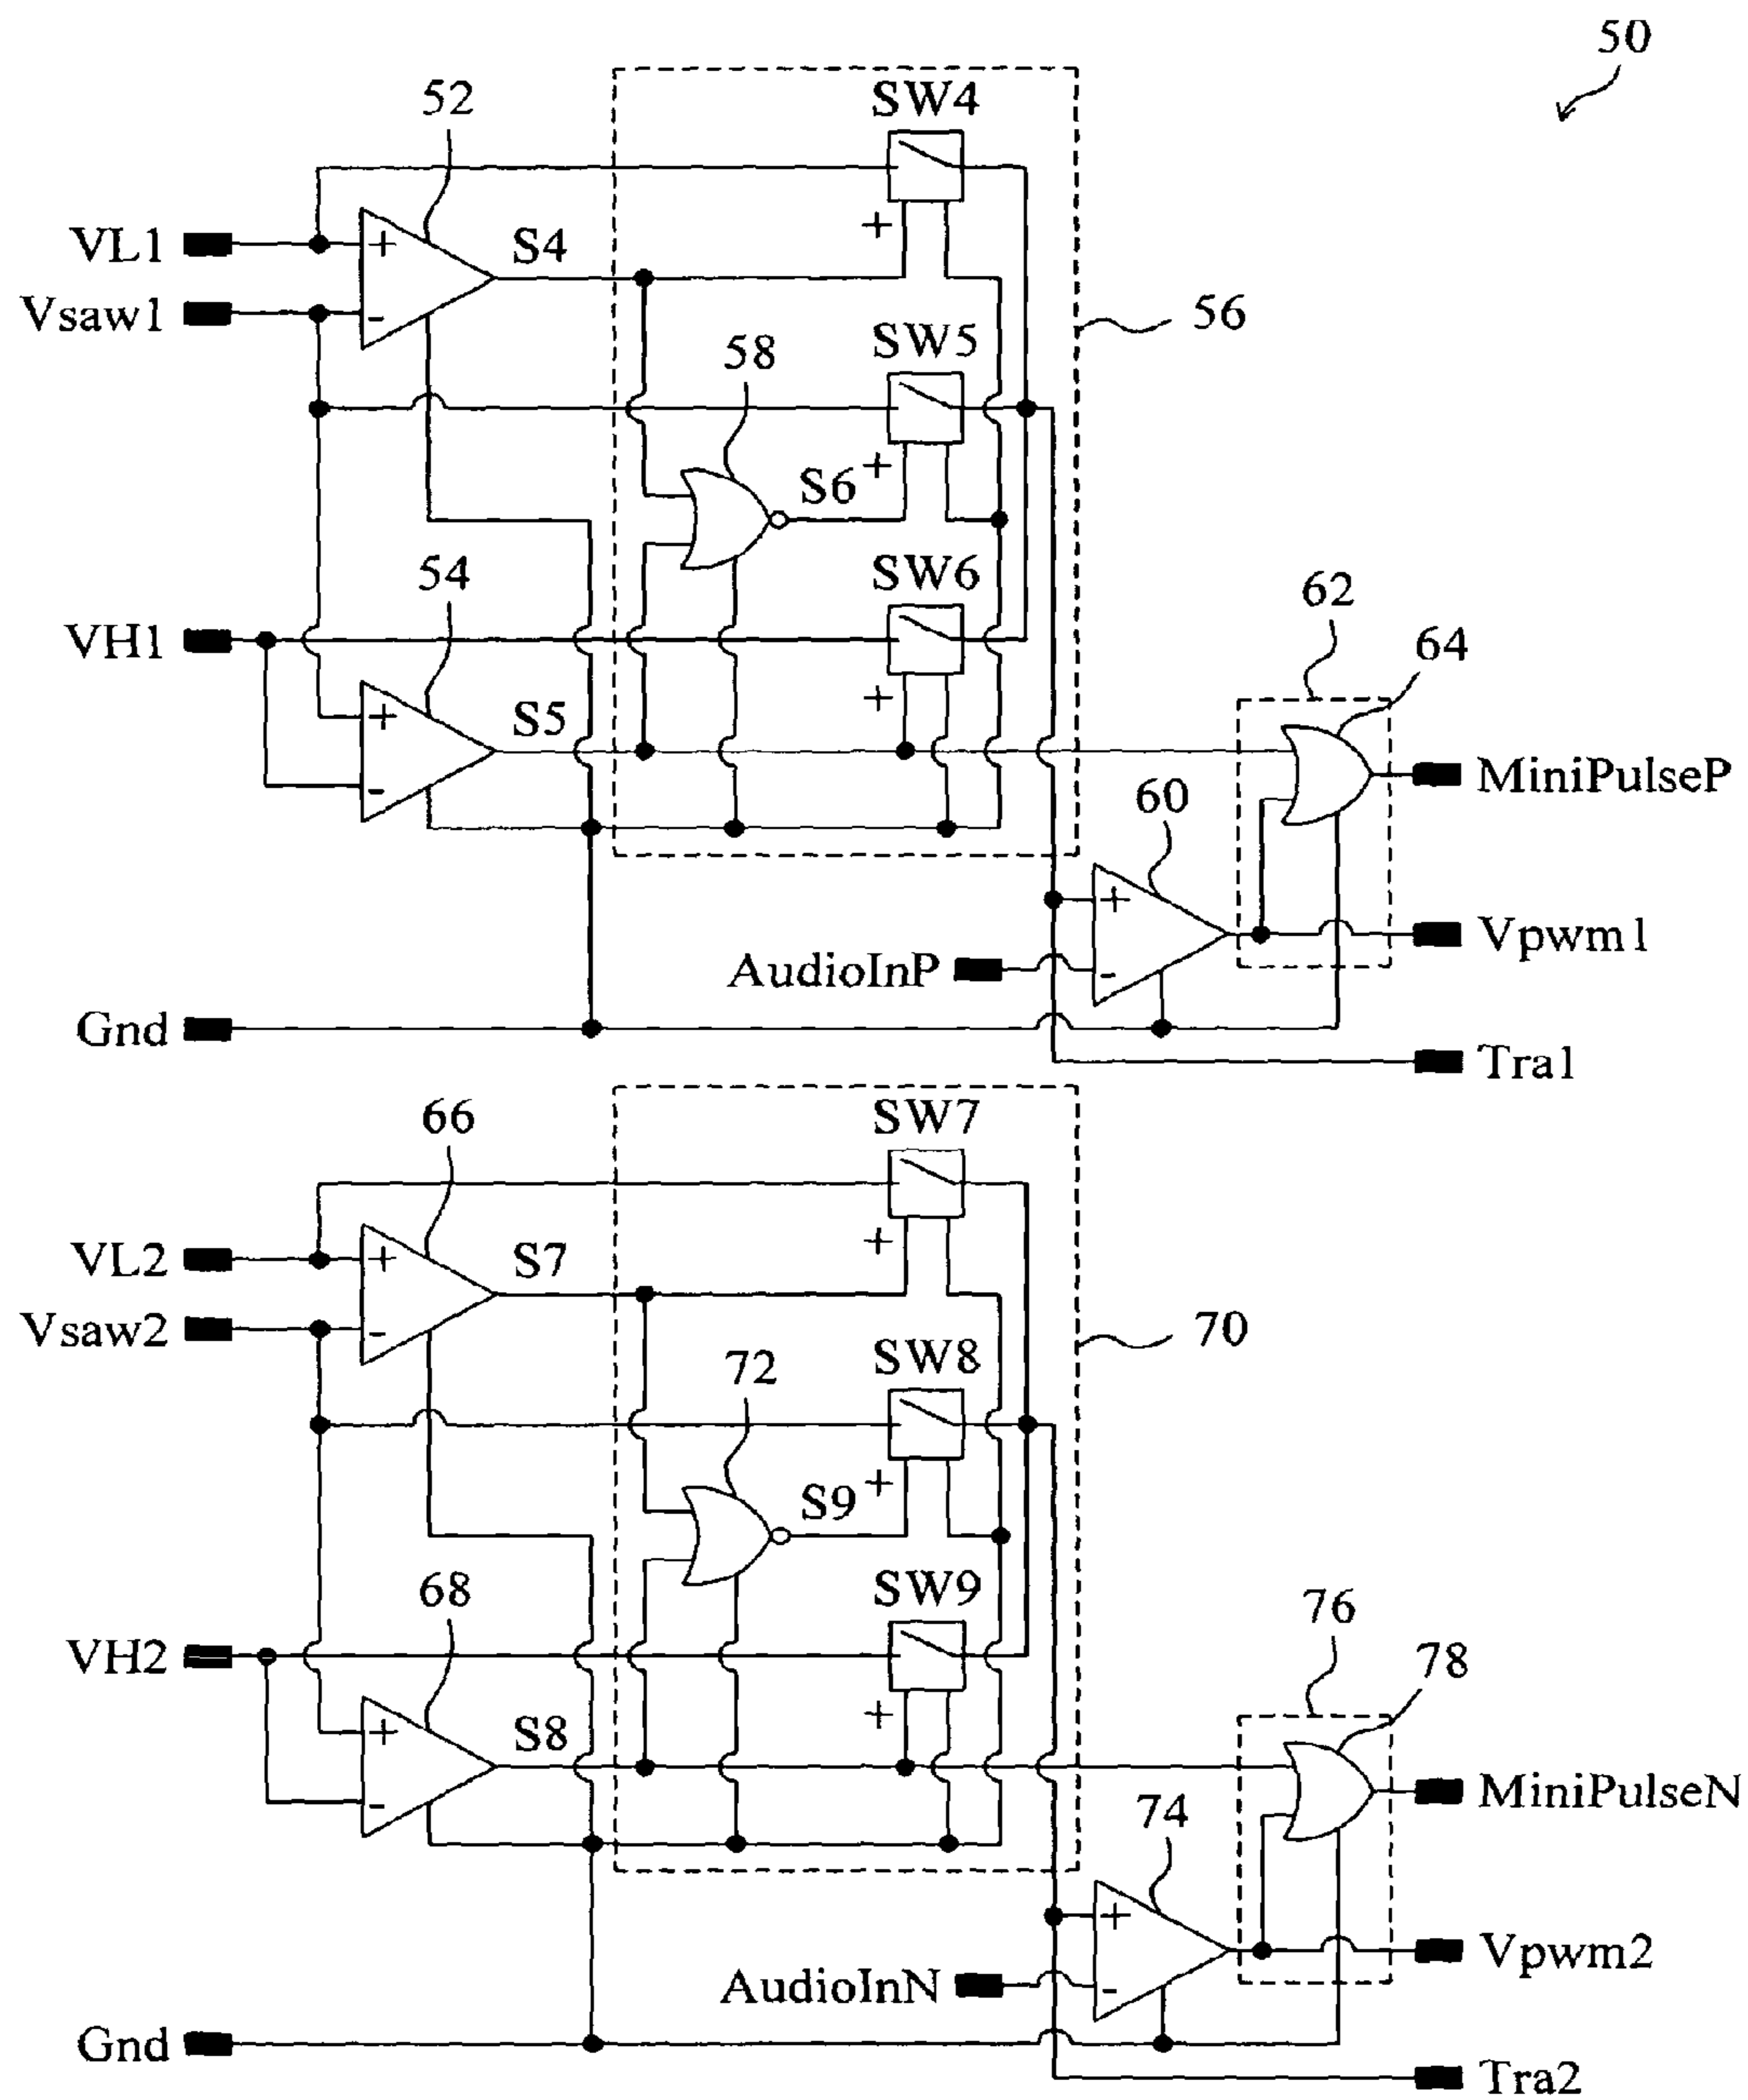 50
52
SW4
VL1
+
S4
+
Vsaw1
-
56
SW5
58
S6
+
54
SW6
62
VH1
64
+
S5
+
MiniPulseP
-
60
+
Vpwm1
AudioInP
-
Gnd
Tra1
66
SW7
VL2
+
S7
+
Vsaw2
-
70
SW8
72
S9
+
68
SW9
76
VH2
78
+
S8
+
MiniPulseN
-
74
+
Vpwm2
AudioInN
-
Gnd
Tra2